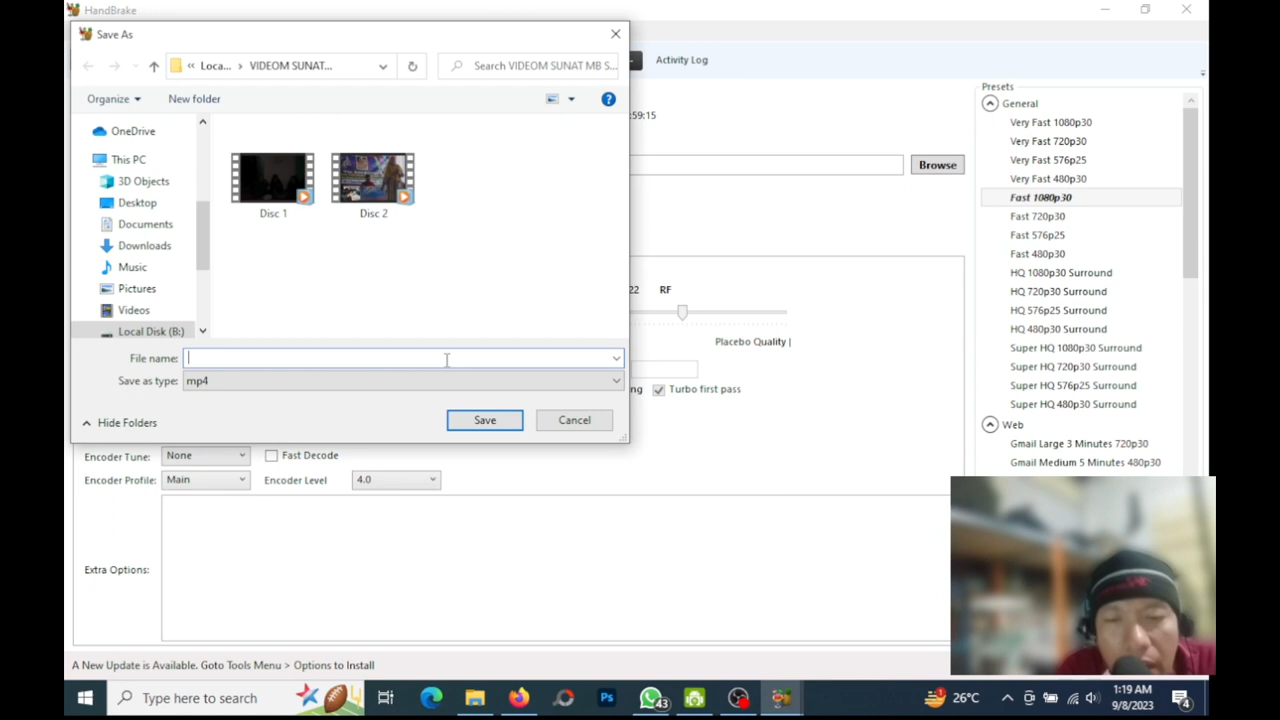 HandBrake
Save As
« Loca... › VIDEOM SUNAT...
Search VIDEOM SUNAT MB S...
Activity Log
Organize
New folder
OneDrive
This PC
3D Objects
Desktop
Documents
Downloads
Music
Pictures
Videos
Local Disk (B:)
Disc 1
Disc 2
File name:
Save as type: mp4
Hide Folders
Save
Cancel
:59:15
Browse
22 RF
Placebo Quality |
ng
Turbo first pass
Encoder Tune: None
Fast Decode
Encoder Profile: Main
Encoder Level 4.0
Extra Options:
Presets
General
Very Fast 1080p30
Very Fast 720p30
Very Fast 576p25
Very Fast 480p30
Fast 1080p30
Fast 720p30
Fast 576p25
Fast 480p30
HQ 1080p30 Surround
HQ 720p30 Surround
HQ 576p25 Surround
HQ 480p30 Surround
Super HQ 1080p30 Surround
Super HQ 720p30 Surround
Super HQ 576p25 Surround
Super HQ 480p30 Surround
Web
Gmail Large 3 Minutes 720p30
Gmail Medium 5 Minutes 480p30
A New Update is Available. Goto Tools Menu > Options to Install
Type here to search
Ps
43
26°C
1:19 AM
9/8/2023
4